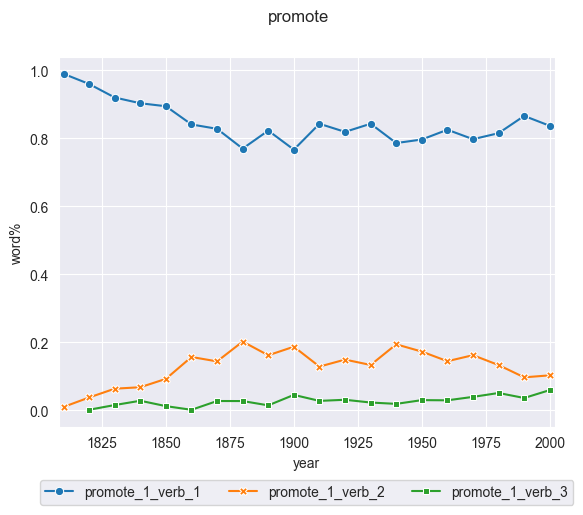 promote
1.0
0.8
0.6
0.4
0.2
0.0
word%
1825 1850 1875 1900 1925 1950 1975 2000
year
promote_1_verb_1 promote_1_verb_2 promote_1_verb_3